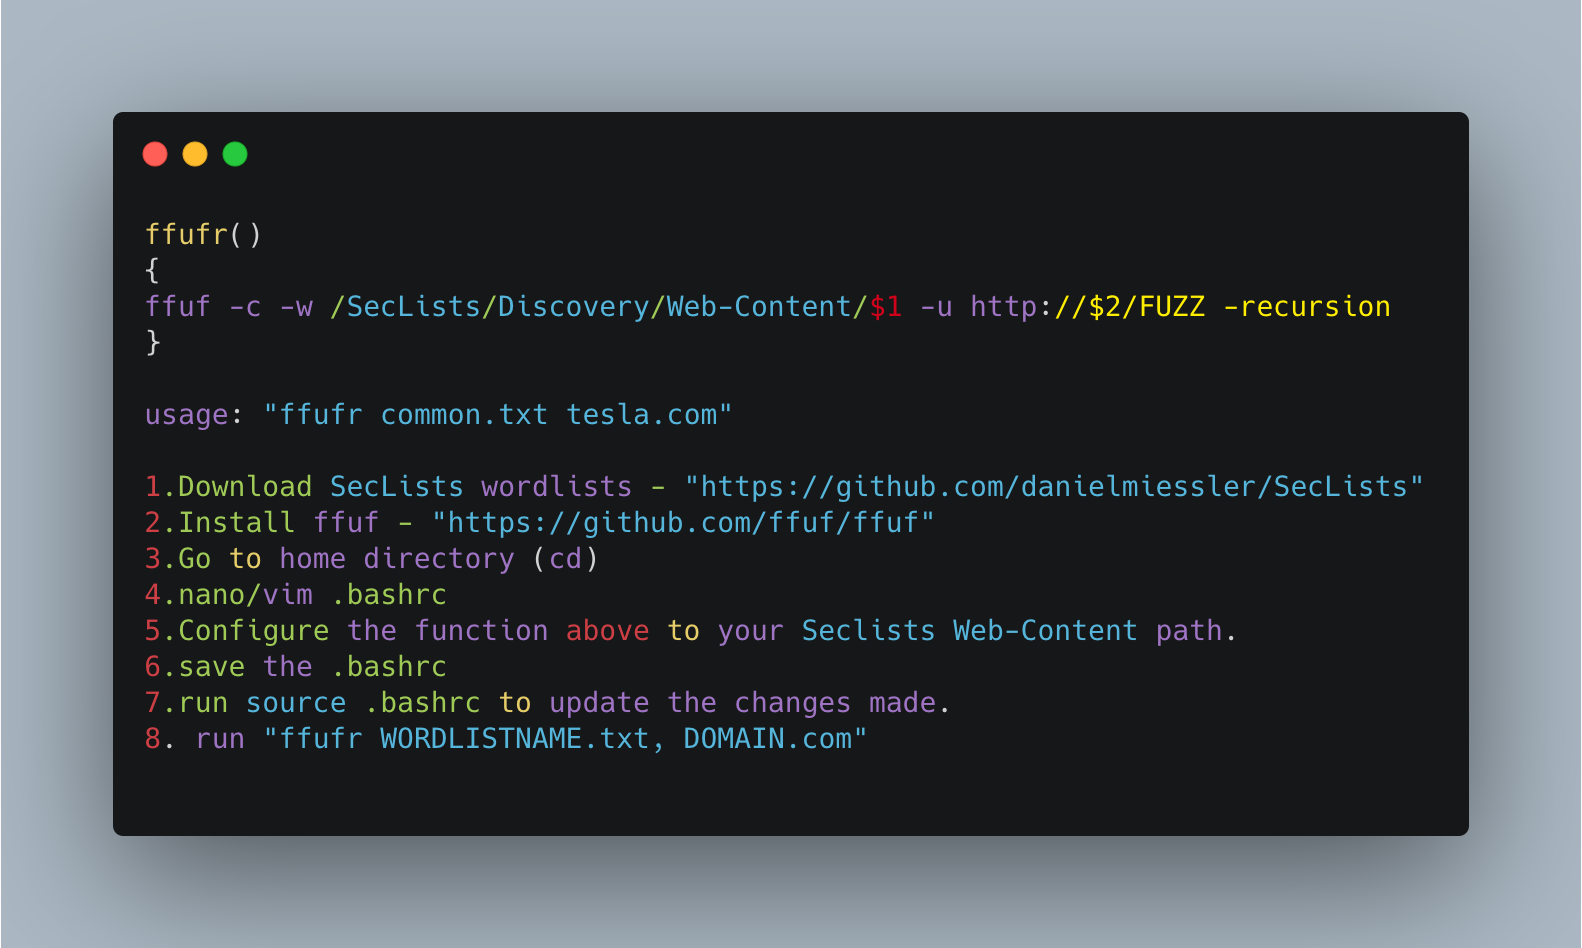 ffufr()
{
ffuf -c -w /SecLists/Discovery/Web-Content/$1 -u http://$2/FUZZ -recursion
}
usage: "ffufr common.txt tesla.com"
1.Download SecLists wordlists - "https://github.com/danielmiessler/SecLists"
2.Install ffuf - "https://github.com/ffuf/ffuf"
3.Go to home directory (cd)
4.nano/vim .bashrc
5.Configure the function above to your Seclists Web-Content path.
6.save the .bashrc
7.run source .bashrc to update the changes made.
8. run "ffufr WORDLISTNAME.txt, DOMAIN.com"